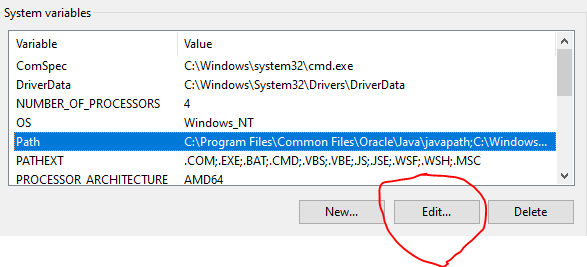 System variables
Variable Value
ComSpec C:\Windows\system32\cmd.exe
DriverData C:\Windows\System32\Drivers\DriverData
NUMBER_OF_PROCESSORS 4
OS Windows_NT
Path C:\Program Files\Common Files\Oracle\Java\javapath;C:\Windows...
PATHEXT .COM;.EXE;.BAT;.CMD;.VBS;.VBE;.JS;.JSE;.WSF;.WSH;.MSC
PROCESSOR_ARCHITECTURE AMD64
New... Edit... Delete